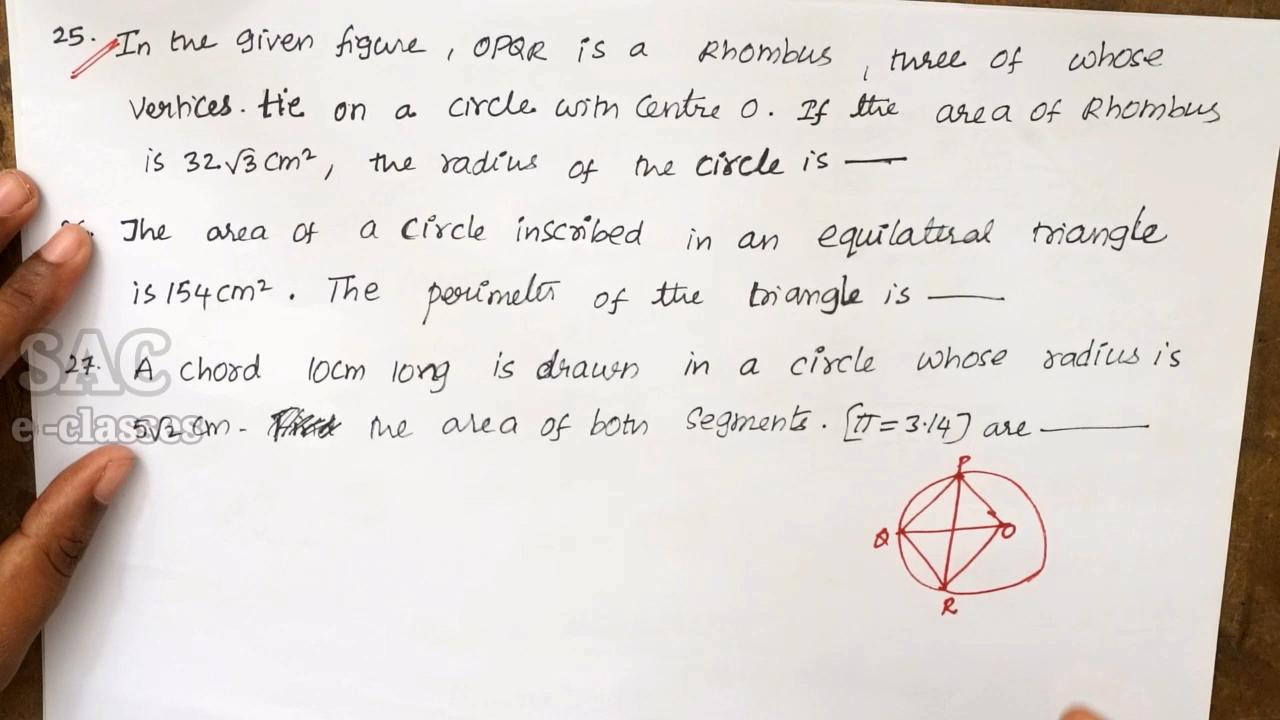 25. In the given figure, OPQR is a Rhombus, three of whose
vertices. lie on a circle with Centre O. If the area of Rhombus
is 32√3 cm², the radius of the circle is —
The area of a circle inscribed in an equilateral triangle
is 154 cm². The perimeter of the triangle is —
27. A chord 10cm long is drawn in a circle whose radius is
5√2 cm. the area of both segments. [π = 3.14] are —
P
Q
O
R
SAC
e-classes